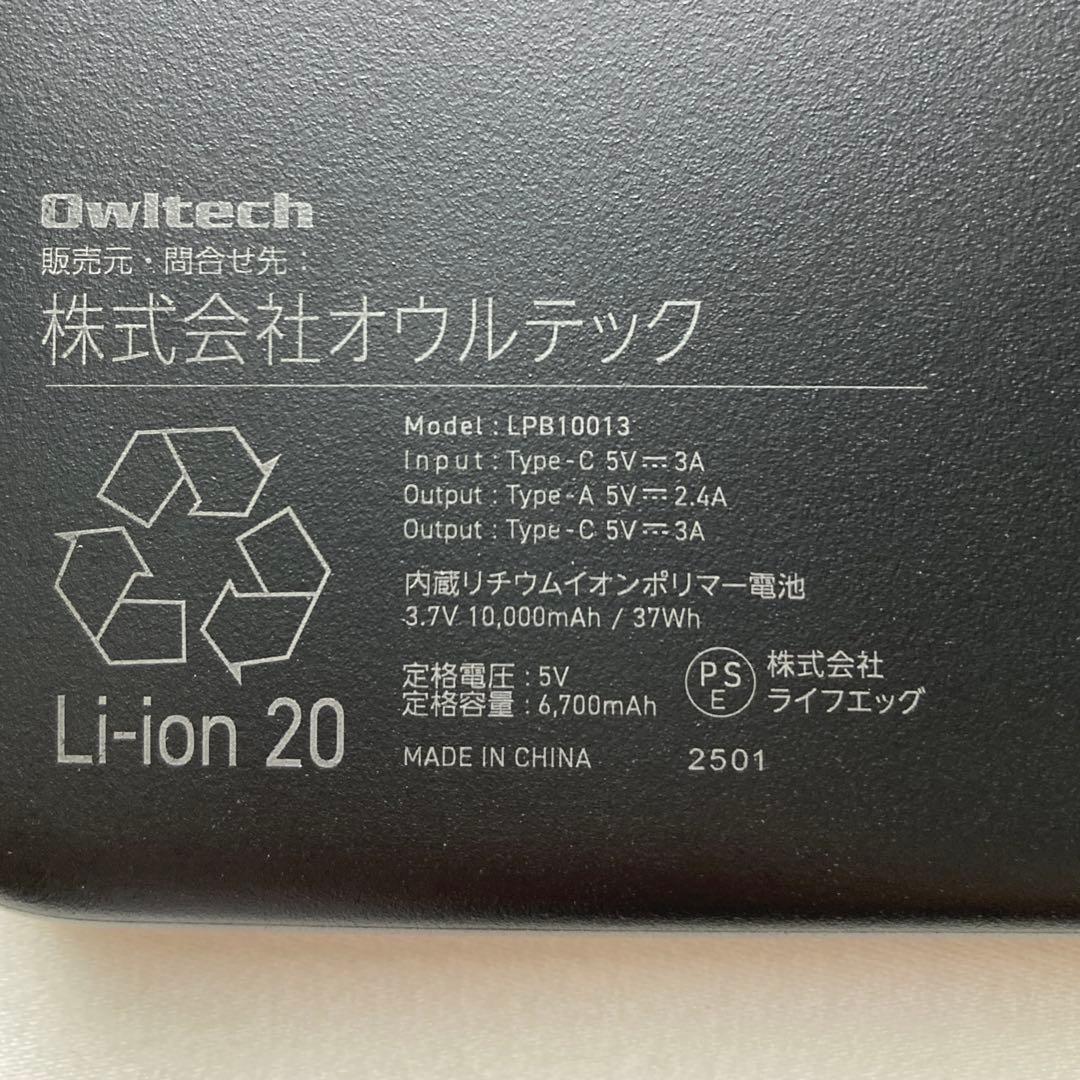 Owltech
販売元・問合せ先：
株式会社オウルテック
Model : LPB10013
Input : Type-C 5V⎓3A
Output : Type-A 5V⎓2.4A
Output : Type-C 5V⎓3A
内蔵リチウムイオンポリマー電池
3.7V 10,000mAh / 37Wh
定格電圧 : 5V
定格容量 : 6,700mAh
PSE
株式会社
ライフエッグ
Li-ion 20
MADE IN CHINA
2501